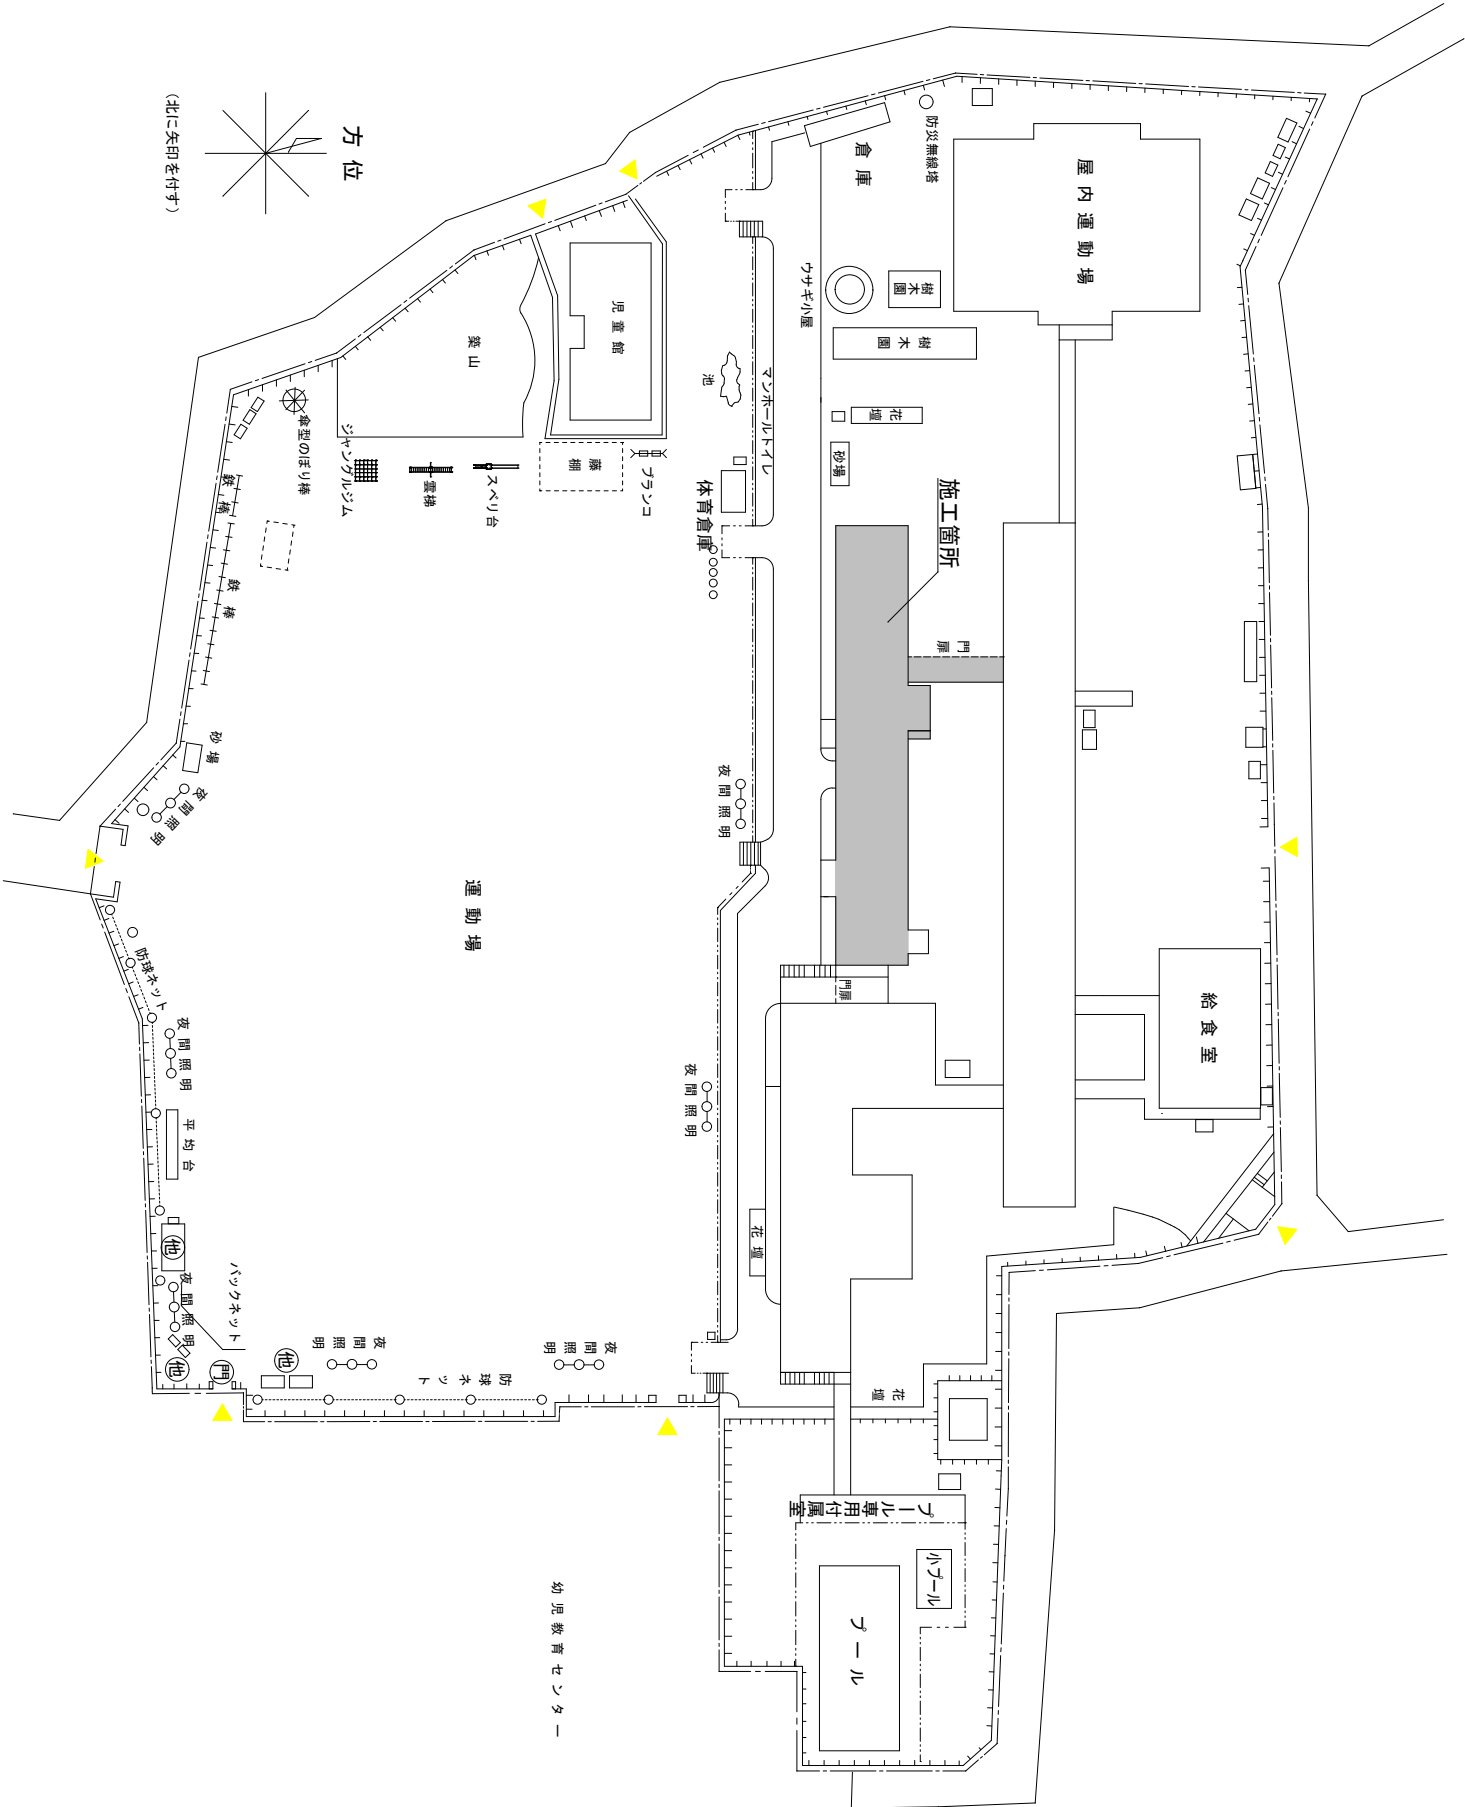 方位
(北に矢印を付す)
防災無線塔
倉庫
屋内運動場
樹木園
ウサギ小屋
樹木園
児童館
築山
池
マンホールトイレ
花壇
砂場
傘型のぼり棒
ジャングルジム
雲梯
スベリ台
藤棚
ブランコ
体育倉庫
施工箇所
鉄棒
鉄棒
門扉
砂場
夜間照明
夜間照明
運動場
防球ネット
門扉
給食室
夜間照明
夜間照明
平均台
花壇
他
バックネット
夜間照明
他
門
他
夜間照明
夜間照明
防球ネット
花壇
プール専用付属室
小プール
プール
幼児教育センター